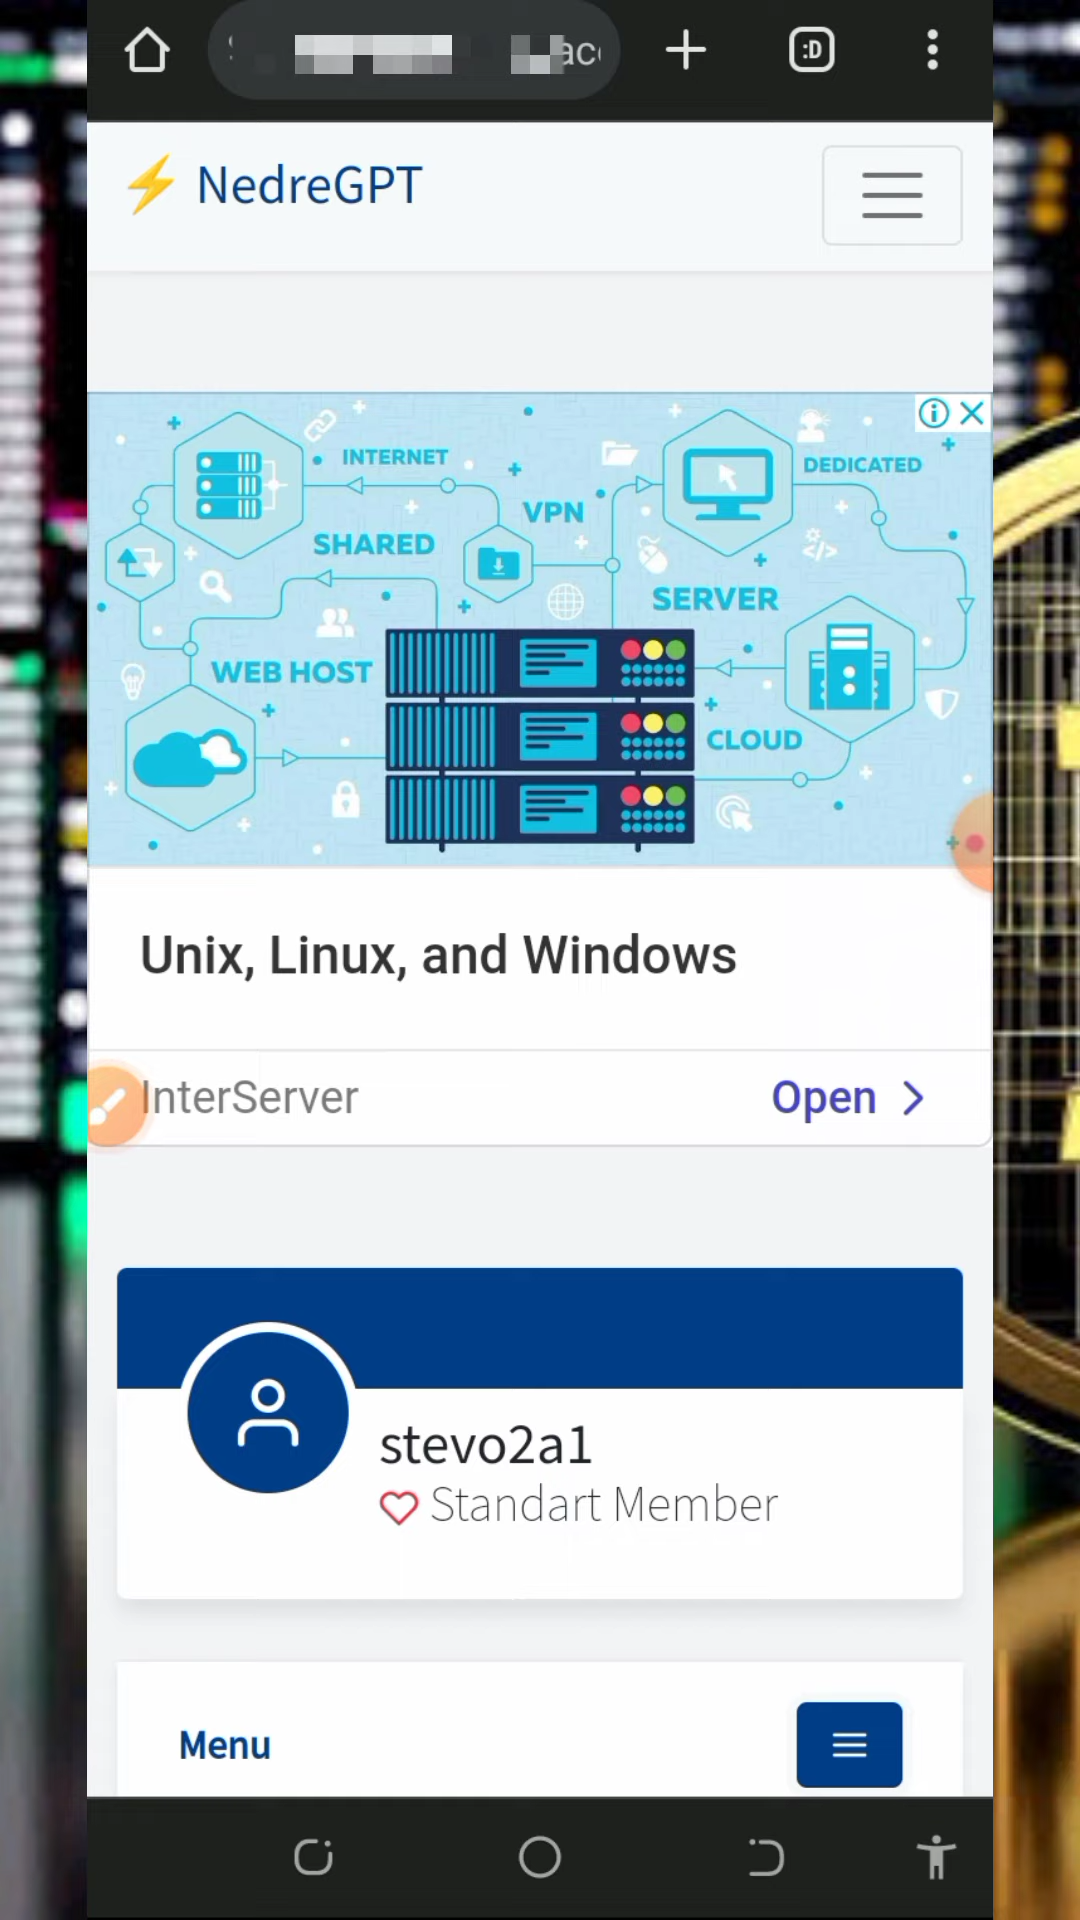 :D
NedreGPT
INTERNET
DEDICATED
VPN
SHARED
SERVER
WEB HOST
CLOUD
Unix, Linux, and Windows
InterServer
Open
stevo2a1
Standart Member
Menu